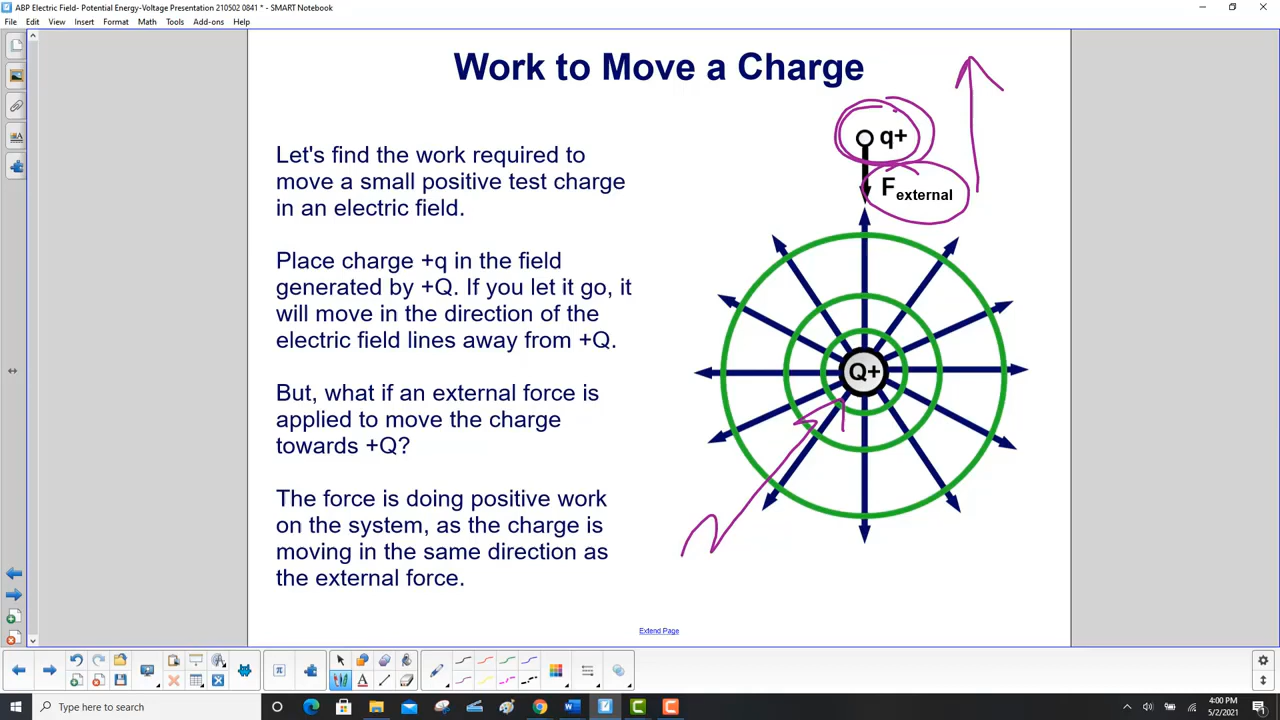 ABP Electric Field- Potential Energy-Voltage Presentation 210502 0841 * - SMART Notebook
File Edit View Insert Format Math Tools Add-ons Help
Work to Move a Charge
q+
Fexternal
Let's find the work required to
move a small positive test charge
in an electric field.
Place charge +q in the field
generated by +Q. If you let it go, it
will move in the direction of the
electric field lines away from +Q.
But, what if an external force is
applied to move the charge
towards +Q?
The force is doing positive work
on the system, as the charge is
moving in the same direction as
the external force.
Q+
Extend Page
Type here to search
4:00 PM
5/2/2021